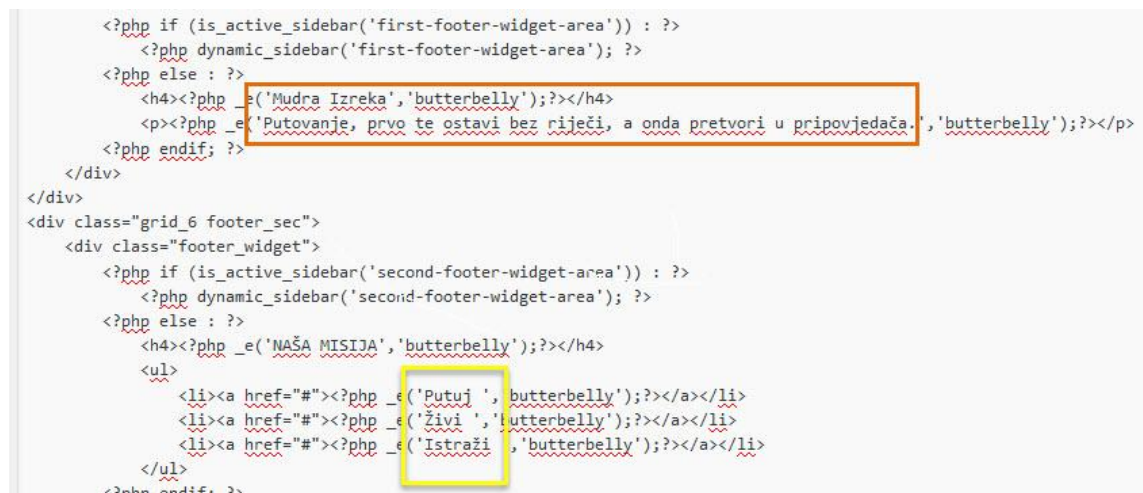 <?php if (is_active_sidebar('first-footer-widget-area')) : ?>
<?php dynamic_sidebar('first-footer-widget-area'); ?>
<?php else : ?>
<h4><?php _e('Mudra Izreka','butterbelly');?></h4>
<p><?php _e('Putovanje, prvo te ostavi bez riječi, a onda pretvori u pripovjedača.','butterbelly');?></p>
<?php endif; ?>
</div>
</div>
<div class="grid_6 footer_sec">
<div class="footer_widget">
<?php if (is_active_sidebar('second-footer-widget-area')) : ?>
<?php dynamic_sidebar('second-footer-widget-area'); ?>
<?php else : ?>
<h4><?php _e('NAŠA MISIJA','butterbelly');?></h4>
<ul>
<li><a href="#"><?php _e('Putuj ','butterbelly');?></a></li>
<li><a href="#"><?php _e('Živi ','butterbelly');?></a></li>
<li><a href="#"><?php _e('Istraži ','butterbelly');?></a></li>
</ul>
<?php endif; ?>